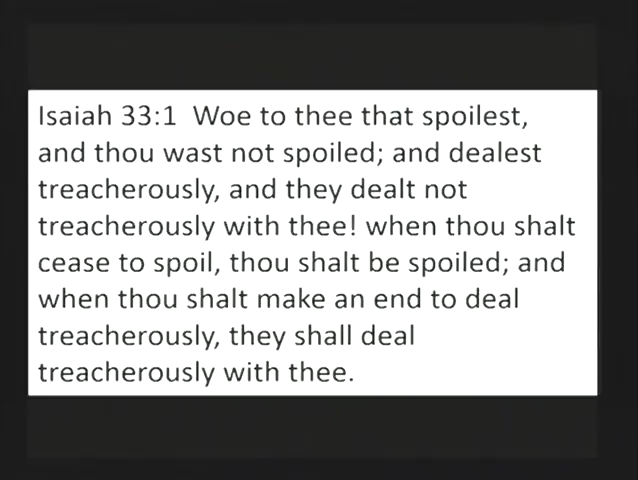 Isaiah 33:1  Woe to thee that spoilest,
and thou wast not spoiled; and dealest
treacherously, and they dealt not
treacherously with thee! when thou shalt
cease to spoil, thou shalt be spoiled; and
when thou shalt make an end to deal
treacherously, they shall deal
treacherously with thee.